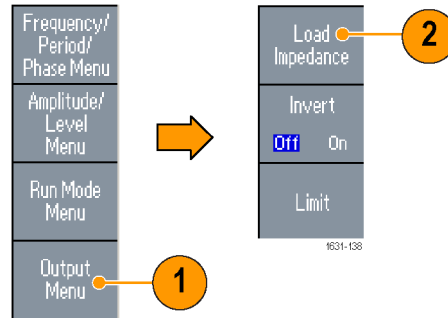 Frequency/
Period/
Phase Menu
Amplitude/
Level
Menu
Run Mode
Menu
Output
Menu
1
Load
Impedance
2
Invert
Off On
Limit
1631-138